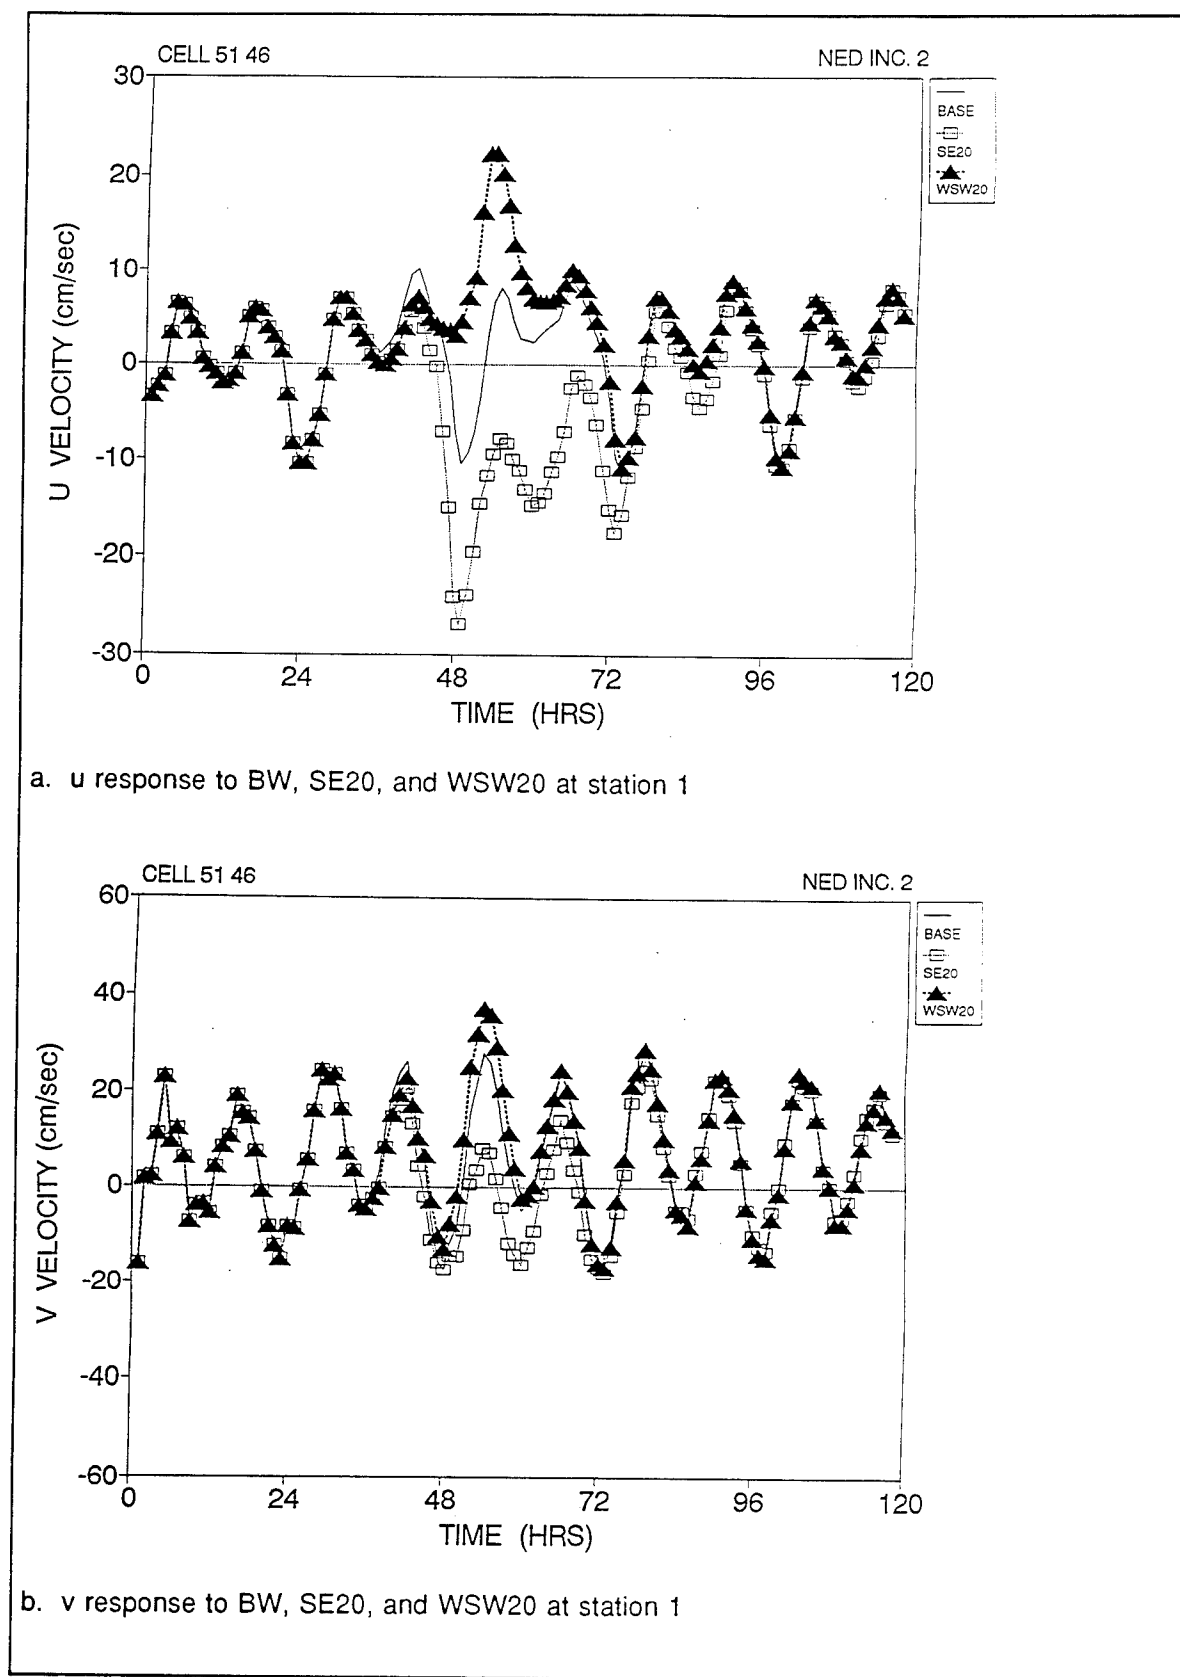 CELL 51 46 NED INC. 2
30
20
10
0
-10
-20
-30
U VELOCITY (cm/sec)
BASE
SE20
WSW20
0 24 48 72 96 120
TIME (HRS)
a. u response to BW, SE20, and WSW20 at station 1
CELL 51 46 NED INC. 2
60
40
20
0
-20
-40
-60
V VELOCITY (cm/sec)
BASE
SE20
WSW20
0 24 48 72 96 120
TIME (HRS)
b. v response to BW, SE20, and WSW20 at station 1